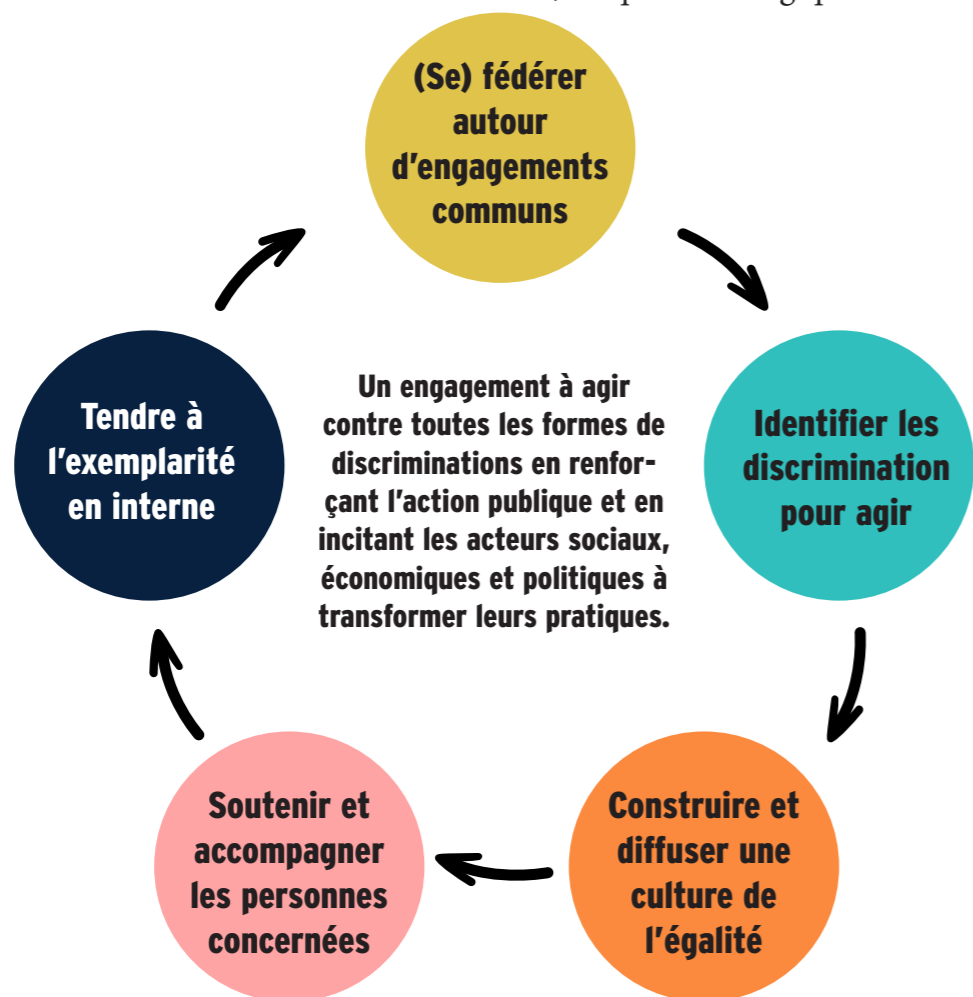 (Se) fédérer
autour
d'engagements
communs
Identifier les
discrimination
pour agir
Construire et
diffuser une
culture de
l'égalité
Soutenir et
accompagner
les personnes
concernées
Tendre à
l'exemplarité
en interne
Un engagement à agir
contre toutes les formes de
discriminations en renfor-
çant l'action publique et en
incitant les acteurs sociaux,
économiques et politiques à
transformer leurs pratiques.